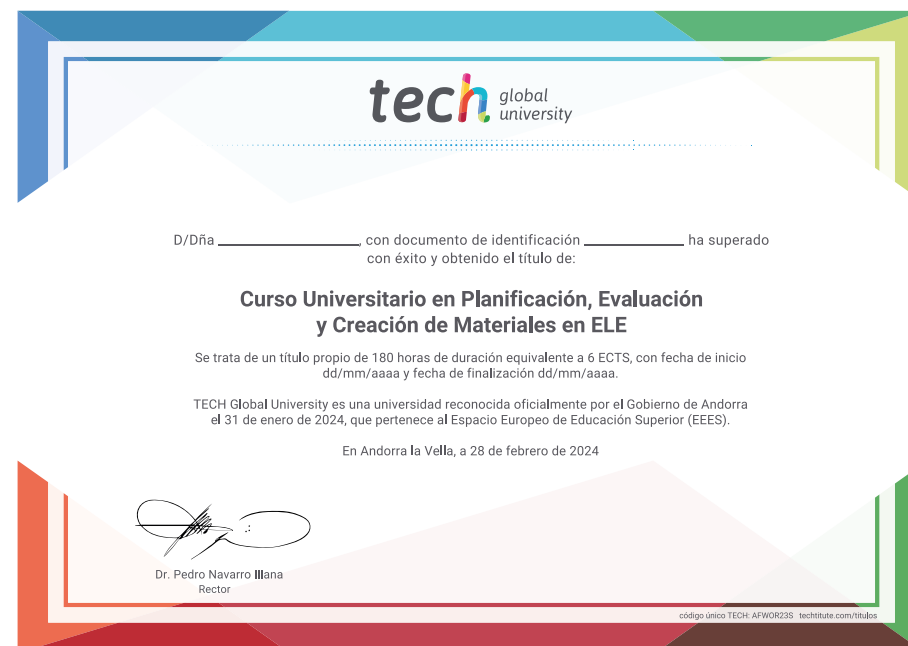 tech global university
D/Dña ____________________, con documento de identificación ______________ ha superado
con éxito y obtenido el título de:
Curso Universitario en Planificación, Evaluación
y Creación de Materiales en ELE
Se trata de un título propio de 180 horas de duración equivalente a 6 ECTS, con fecha de inicio
dd/mm/aaaa y fecha de finalización dd/mm/aaaa.
TECH Global University es una universidad reconocida oficialmente por el Gobierno de Andorra
el 31 de enero de 2024, que pertenece al Espacio Europeo de Educación Superior (EEES).
En Andorra la Vella, a 28 de febrero de 2024
Dr. Pedro Navarro Illana
Rector
código único TECH: AFWOR23S techtitute.com/titulos